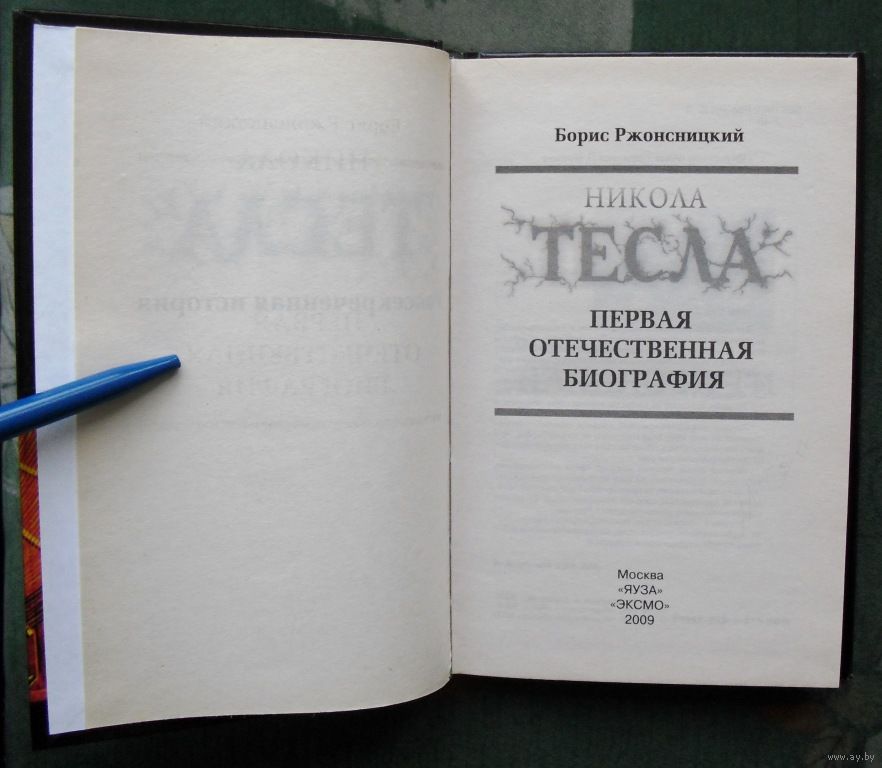 Борис Ржонсницкий
НИКОЛА
ТЕСЛА
ПЕРВАЯ
ОТЕЧЕСТВЕННАЯ
БИОГРАФИЯ
Москва
«ЯУЗА»
«ЭКСМО»
2009
www.ay.by